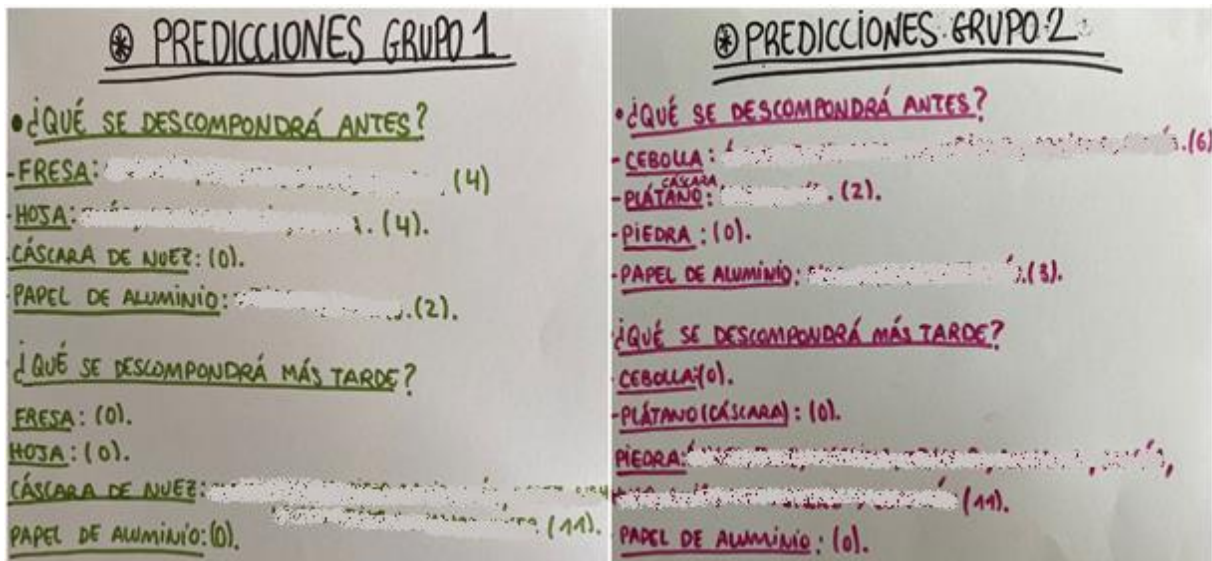 ⊛ PREDICCIONES GRUPO 1
• ¿QUÉ SE DESCOMPONDRÁ ANTES?
- FRESA: (4)
- HOJA: . (4).
CÁSCARA DE NUEZ: (0).
PAPEL DE ALUMINIO: .(2).
¿QUÉ SE DESCOMPONDRÁ MÁS TARDE?
FRESA: (0).
HOJA: (0).
CÁSCARA DE NUEZ:
(11).
PAPEL DE ALUMINIO: (0).
⊛ PREDICCIONES GRUPO 2
• ¿QUÉ SE DESCOMPONDRÁ ANTES?
- CEBOLLA: .(6)
CÁSCARA
- PLÁTANO: . (2).
- PIEDRA: (0).
- PAPEL DE ALUMINIO: .(3).
¿QUÉ SE DESCOMPONDRÁ MÁS TARDE?
CEBOLLA: (0).
- PLÁTANO (CÁSCARA): (0).
PIEDRA:
(11).
PAPEL DE ALUMINIO: (0).